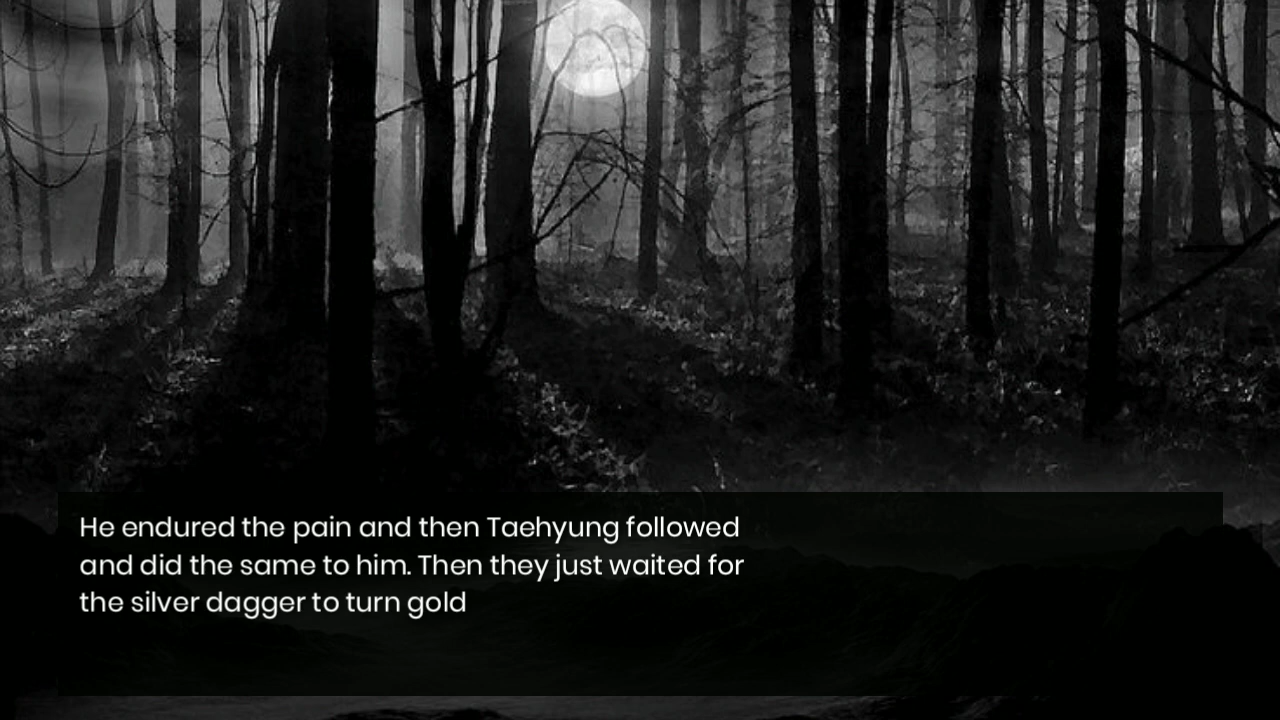 He endured the pain and then Taehyung followed
and did the same to him. Then they just waited for
the silver dagger to turn gold